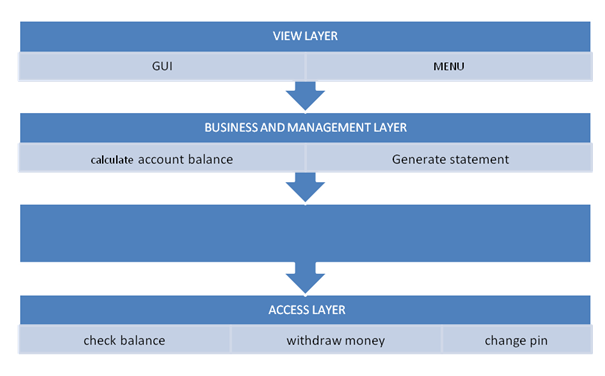 VIEW LAYER
GUI MENU
BUSINESS AND MANAGEMENT LAYER
calculate account balance Generate statement
ACCESS LAYER
check balance withdraw money change pin